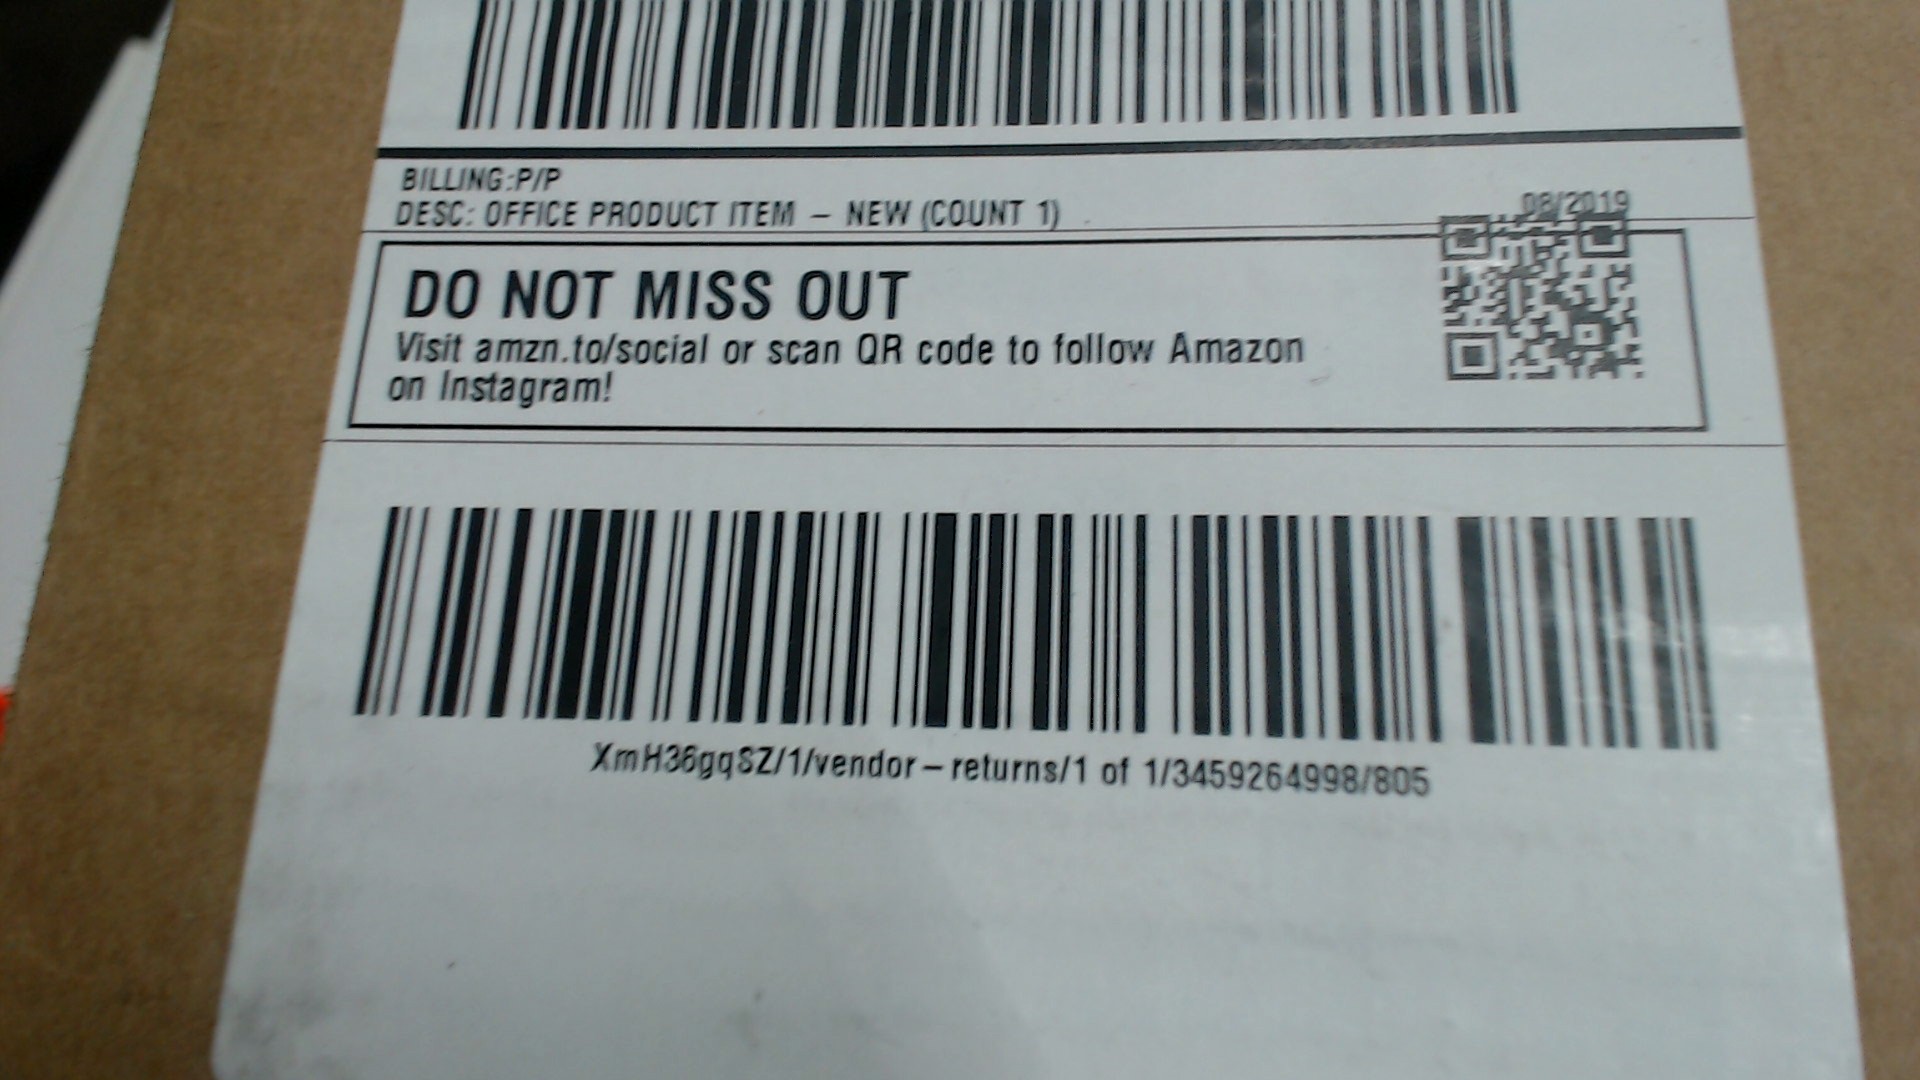 BILLING:P/P
DESC: OFFICE PRODUCT ITEM – NEW (COUNT 1)
08/2019
DO NOT MISS OUT
Visit amzn.to/social or scan QR code to follow Amazon
on Instagram!
XmH36gqSZ/1/vendor–returns/1 of 1/3459264998/805